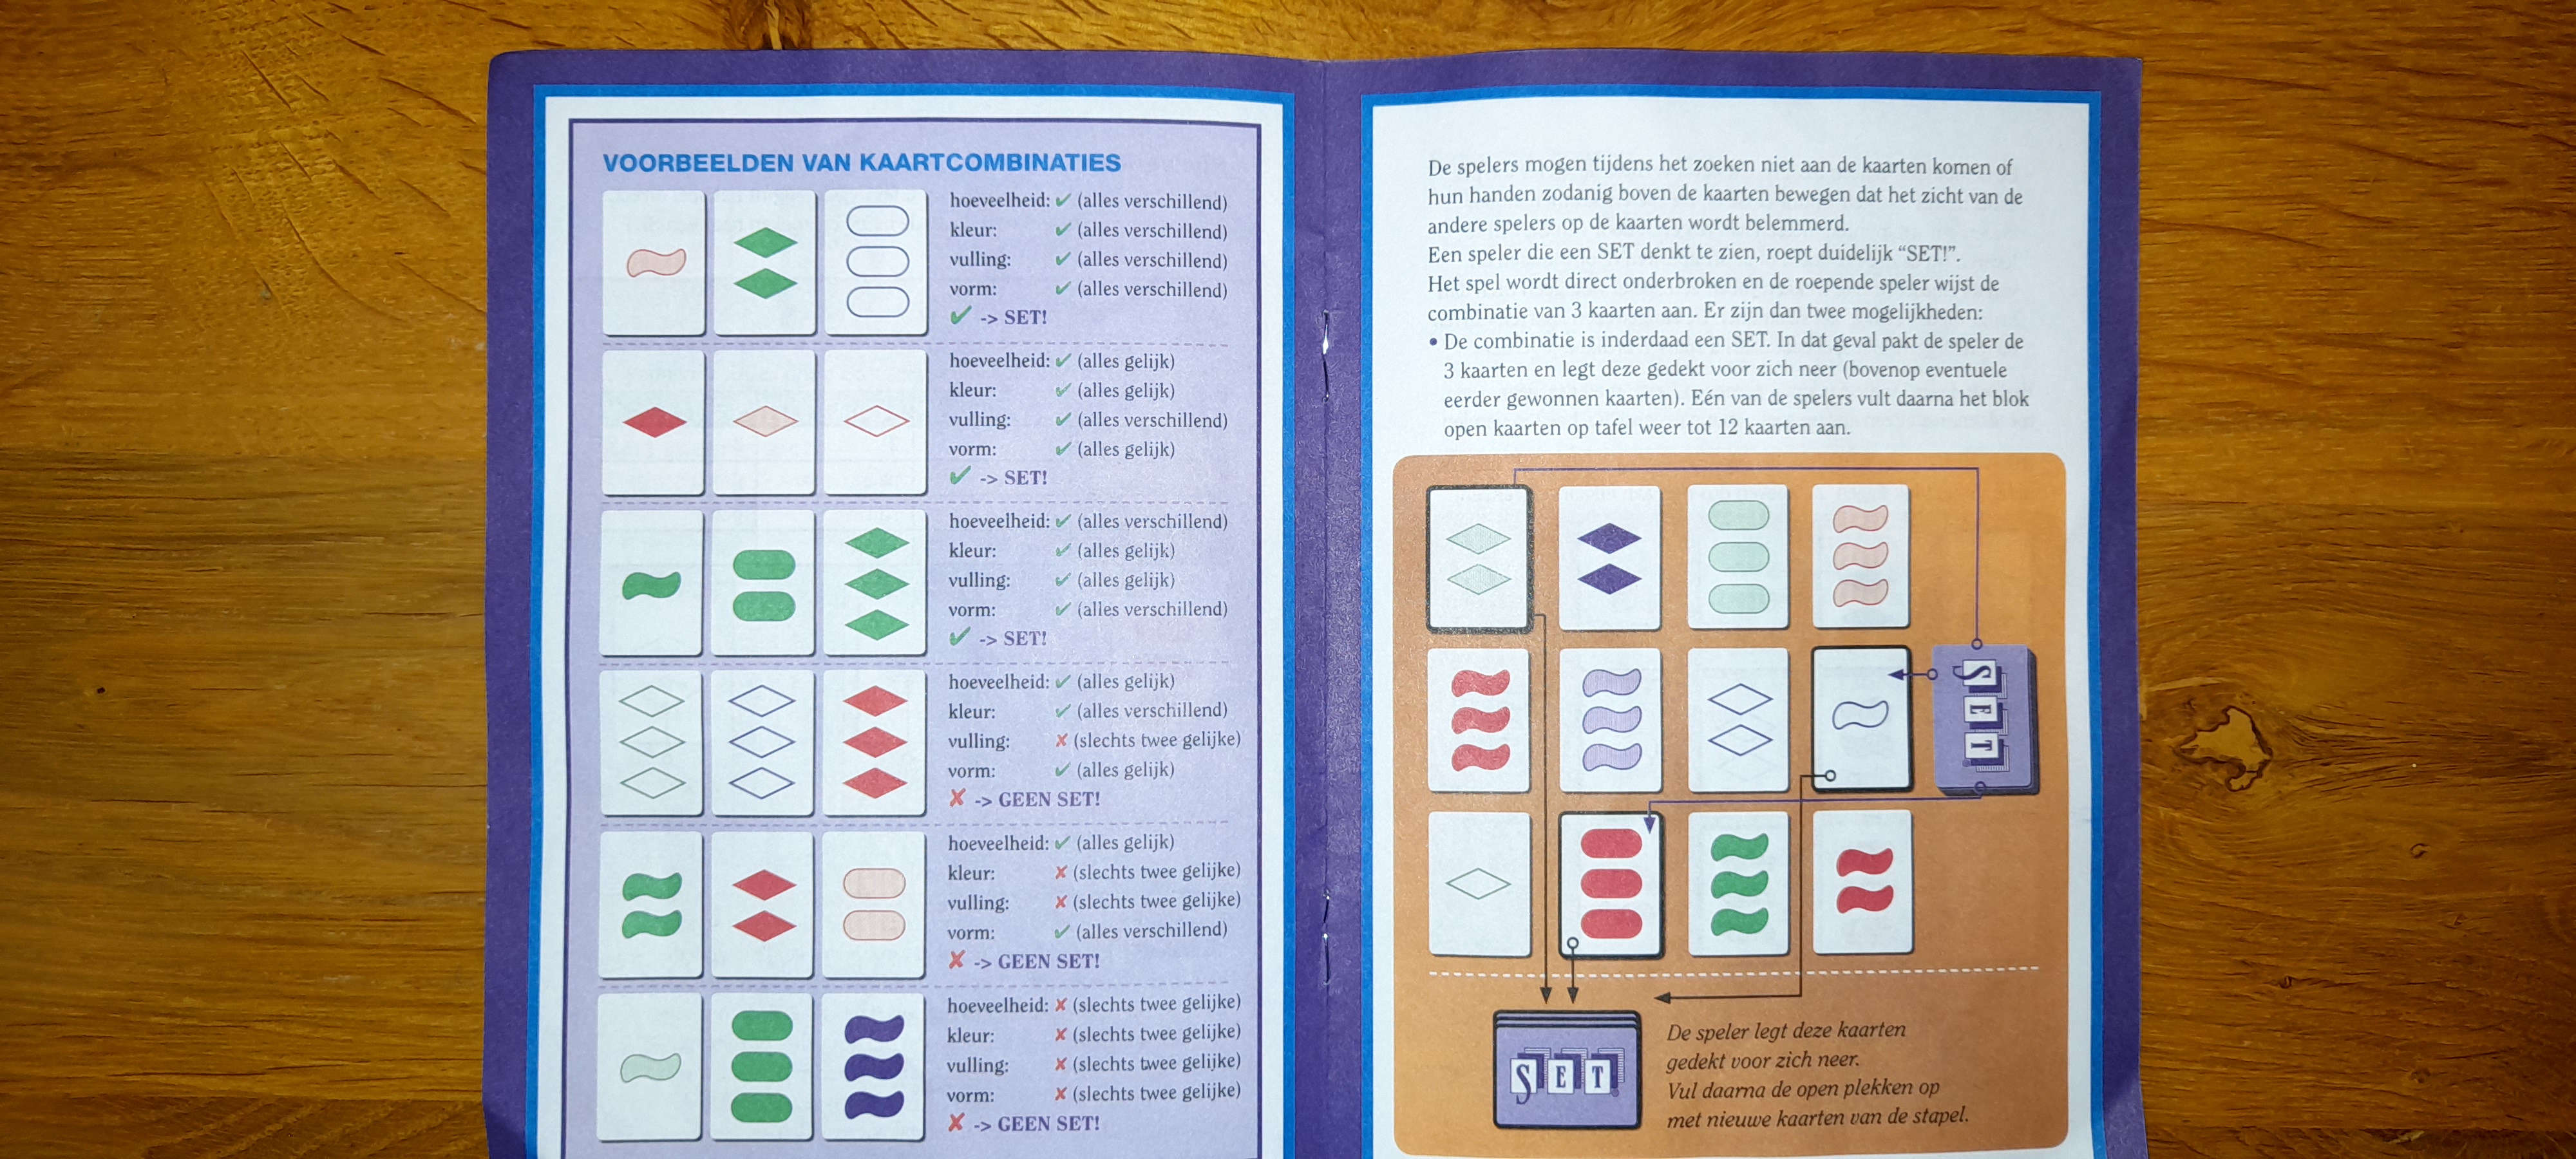 VOORBEELDEN VAN KAARTCOMBINATIES
hoeveelheid: ✓ (alles verschillend)
kleur: ✓ (alles verschillend)
vulling: ✓ (alles verschillend)
vorm: ✓ (alles verschillend)
✓ -> SET!
hoeveelheid: ✓ (alles gelijk)
kleur: ✓ (alles gelijk)
vulling: ✓ (alles verschillend)
vorm: ✓ (alles gelijk)
✓ -> SET!
hoeveelheid: ✓ (alles verschillend)
kleur: ✓ (alles gelijk)
vulling: ✓ (alles gelijk)
vorm: ✓ (alles verschillend)
✓ -> SET!
hoeveelheid: ✓ (alles gelijk)
kleur: ✓ (alles verschillend)
vulling: ✗ (slechts twee gelijke)
vorm: ✓ (alles gelijk)
✗ -> GEEN SET!
hoeveelheid: ✓ (alles gelijk)
kleur: ✗ (slechts twee gelijke)
vulling: ✗ (slechts twee gelijke)
vorm: ✓ (alles verschillend)
✗ -> GEEN SET!
hoeveelheid: ✗ (slechts twee gelijke)
kleur: ✗ (slechts twee gelijke)
vulling: ✗ (slechts twee gelijke)
vorm: ✗ (slechts twee gelijke)
✗ -> GEEN SET!
De spelers mogen tijdens het zoeken niet aan de kaarten komen of
hun handen zodanig boven de kaarten bewegen dat het zicht van de
andere spelers op de kaarten wordt belemmerd.
Een speler die een SET denkt te zien, roept duidelijk “SET!”.
Het spel wordt direct onderbroken en de roepende speler wijst de
combinatie van 3 kaarten aan. Er zijn dan twee mogelijkheden:
• De combinatie is inderdaad een SET. In dat geval pakt de speler de
3 kaarten en legt deze gedekt voor zich neer (bovenop eventuele
eerder gewonnen kaarten). Eén van de spelers vult daarna het blok
open kaarten op tafel weer tot 12 kaarten aan.
SET
SET
De speler legt deze kaarten
gedekt voor zich neer.
Vul daarna de open plekken op
met nieuwe kaarten van de stapel.